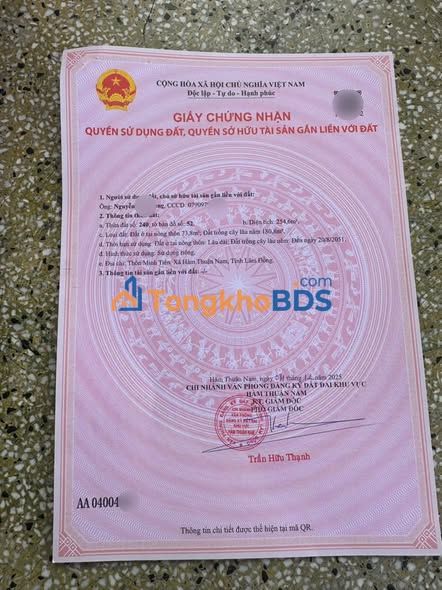 CỘNG HÒA XÃ HỘI CHỦ NGHĨA VIỆT NAM
Độc lập - Tự do - Hạnh phúc
GIẤY CHỨNG NHẬN
QUYỀN SỬ DỤNG ĐẤT, QUYỀN SỞ HỮU TÀI SẢN GẮN LIỀN VỚI ĐẤT
1. Người sử đất, chủ sở hữu tài sản gắn liền với đất:
Ông: Nguyễn CCCD: 079097
2. Thông tin
a. Thửa đất số: 240, tờ bản đồ số: 52, b. Diện tích: 254,6m².
c. Loại đất: Đất ở tại nông thôn 73,8m²; Đất trồng cây lâu năm 180,8m².
d. Thời hạn sử dụng: Đất ở tại nông thôn: Lâu dài; Đất trồng cây lâu năm: Đến ngày 20/8/2051.
đ. Hình thức sử dụng: Sử dụng riêng.
e. Địa chỉ: Thôn Minh Tiến, Xã Hàm Thuận Nam, Tỉnh Lâm Đồng.
3. Thông tin tài sản gắn liền với đất: -/-
TongkhoBDS.com
Hàm Thuận Nam, ngày tháng năm 2025
CHI NHÁNH VĂN PHÒNG ĐĂNG KÝ ĐẤT ĐAI KHU VỰC
HÀM THUẬN NAM
KT. GIÁM ĐỐC
PHÓ GIÁM ĐỐC
Trần Hữu Thạnh
AA 04004
Thông tin chi tiết được thể hiện tại mã QR.